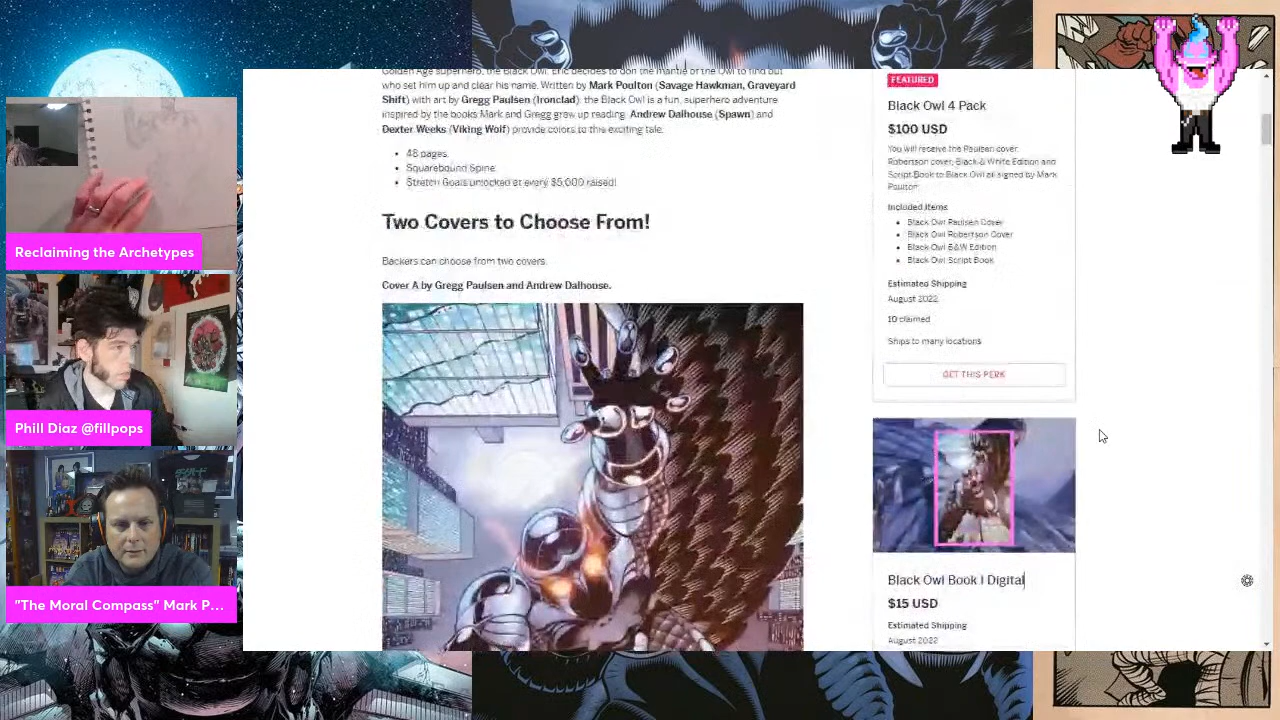 Reclaiming the Archetypes
Phill Diaz @fillpops
"The Moral Compass" Mark P...
Golden Age superhero, the Black Owl. Eric decides to don the mantle of the Owl to find out
who set him up and clear his name. Written by Mark Poulton (Savage Hawkman, Graveyard
Shift) with art by Gregg Paulsen (Ironclad); the Black Owl is a fun, superhero adventure
inspired by the books Mark and Gregg grew up reading. Andrew Dalhouse (Spawn) and
Dexter Weeks (Viking Wolf) provide colors to this exciting tale.
48 pages.
Squarebound Spine.
Stretch Goals unlocked at every $5,000 raised!
Two Covers to Choose From!
Backers can choose from two covers.
Cover A by Gregg Paulsen and Andrew Dalhouse.
FEATURED
Black Owl 4 Pack
$100 USD
You will receive the Paulsen cover,
Robertson cover, Black & White Edition and
Script Book to Black Owl all signed by Mark
Poulton.
Included Items
Black Owl Paulsen Cover
Black Owl Robertson Cover
Black Owl B&W Edition
Black Owl Script Book
Estimated Shipping
August 2022
10 claimed
Ships to many locations
GET THIS PERK
Black Owl Book I Digital
$15 USD
Estimated Shipping
August 2022